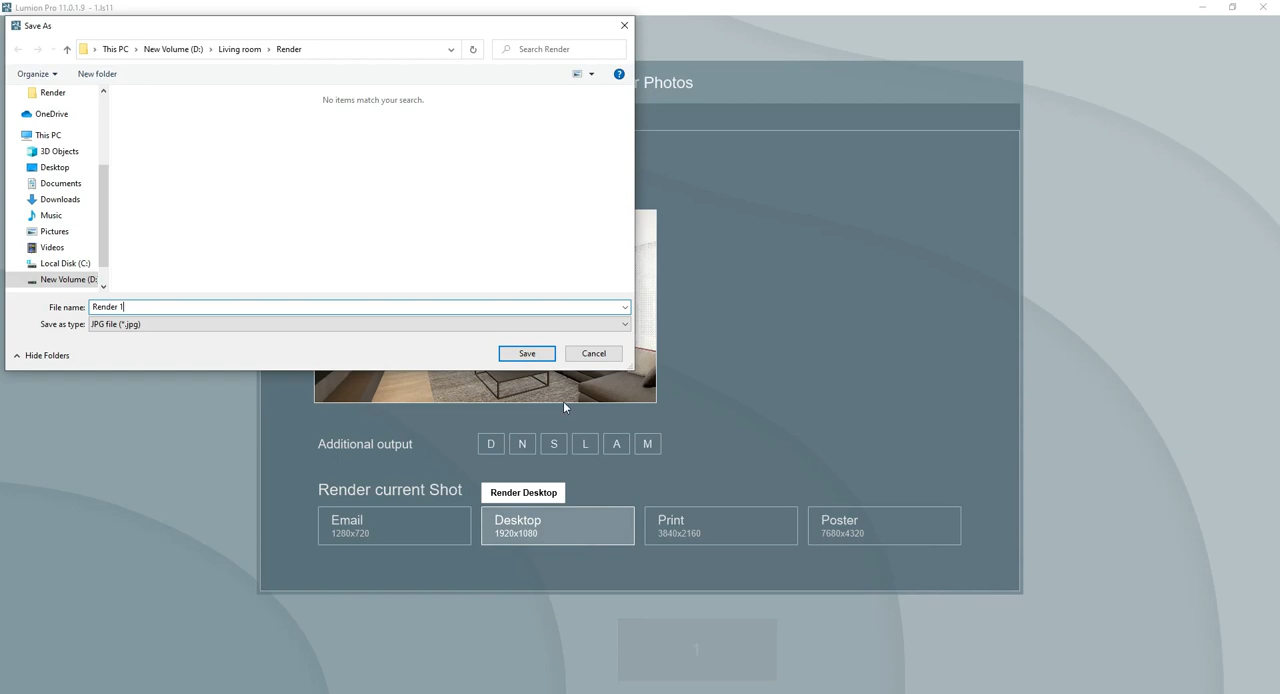 Lumion Pro 11.0.1.9 - 1.ls11
Save As
This PC › New Volume (D:) › Living room › Render
Search Render
Organize
New folder
No items match your search.
Render
OneDrive
This PC
3D Objects
Desktop
Documents
Downloads
Music
Pictures
Videos
Local Disk (C:)
New Volume (D:
File name: Render 1
Save as type: JPG file (*.jpg)
Hide Folders
Save
Cancel
r Photos
Additional output
D N S L A M
Render current Shot
Render Desktop
Email
1280x720
Desktop
1920x1080
Print
3840x2160
Poster
7680x4320